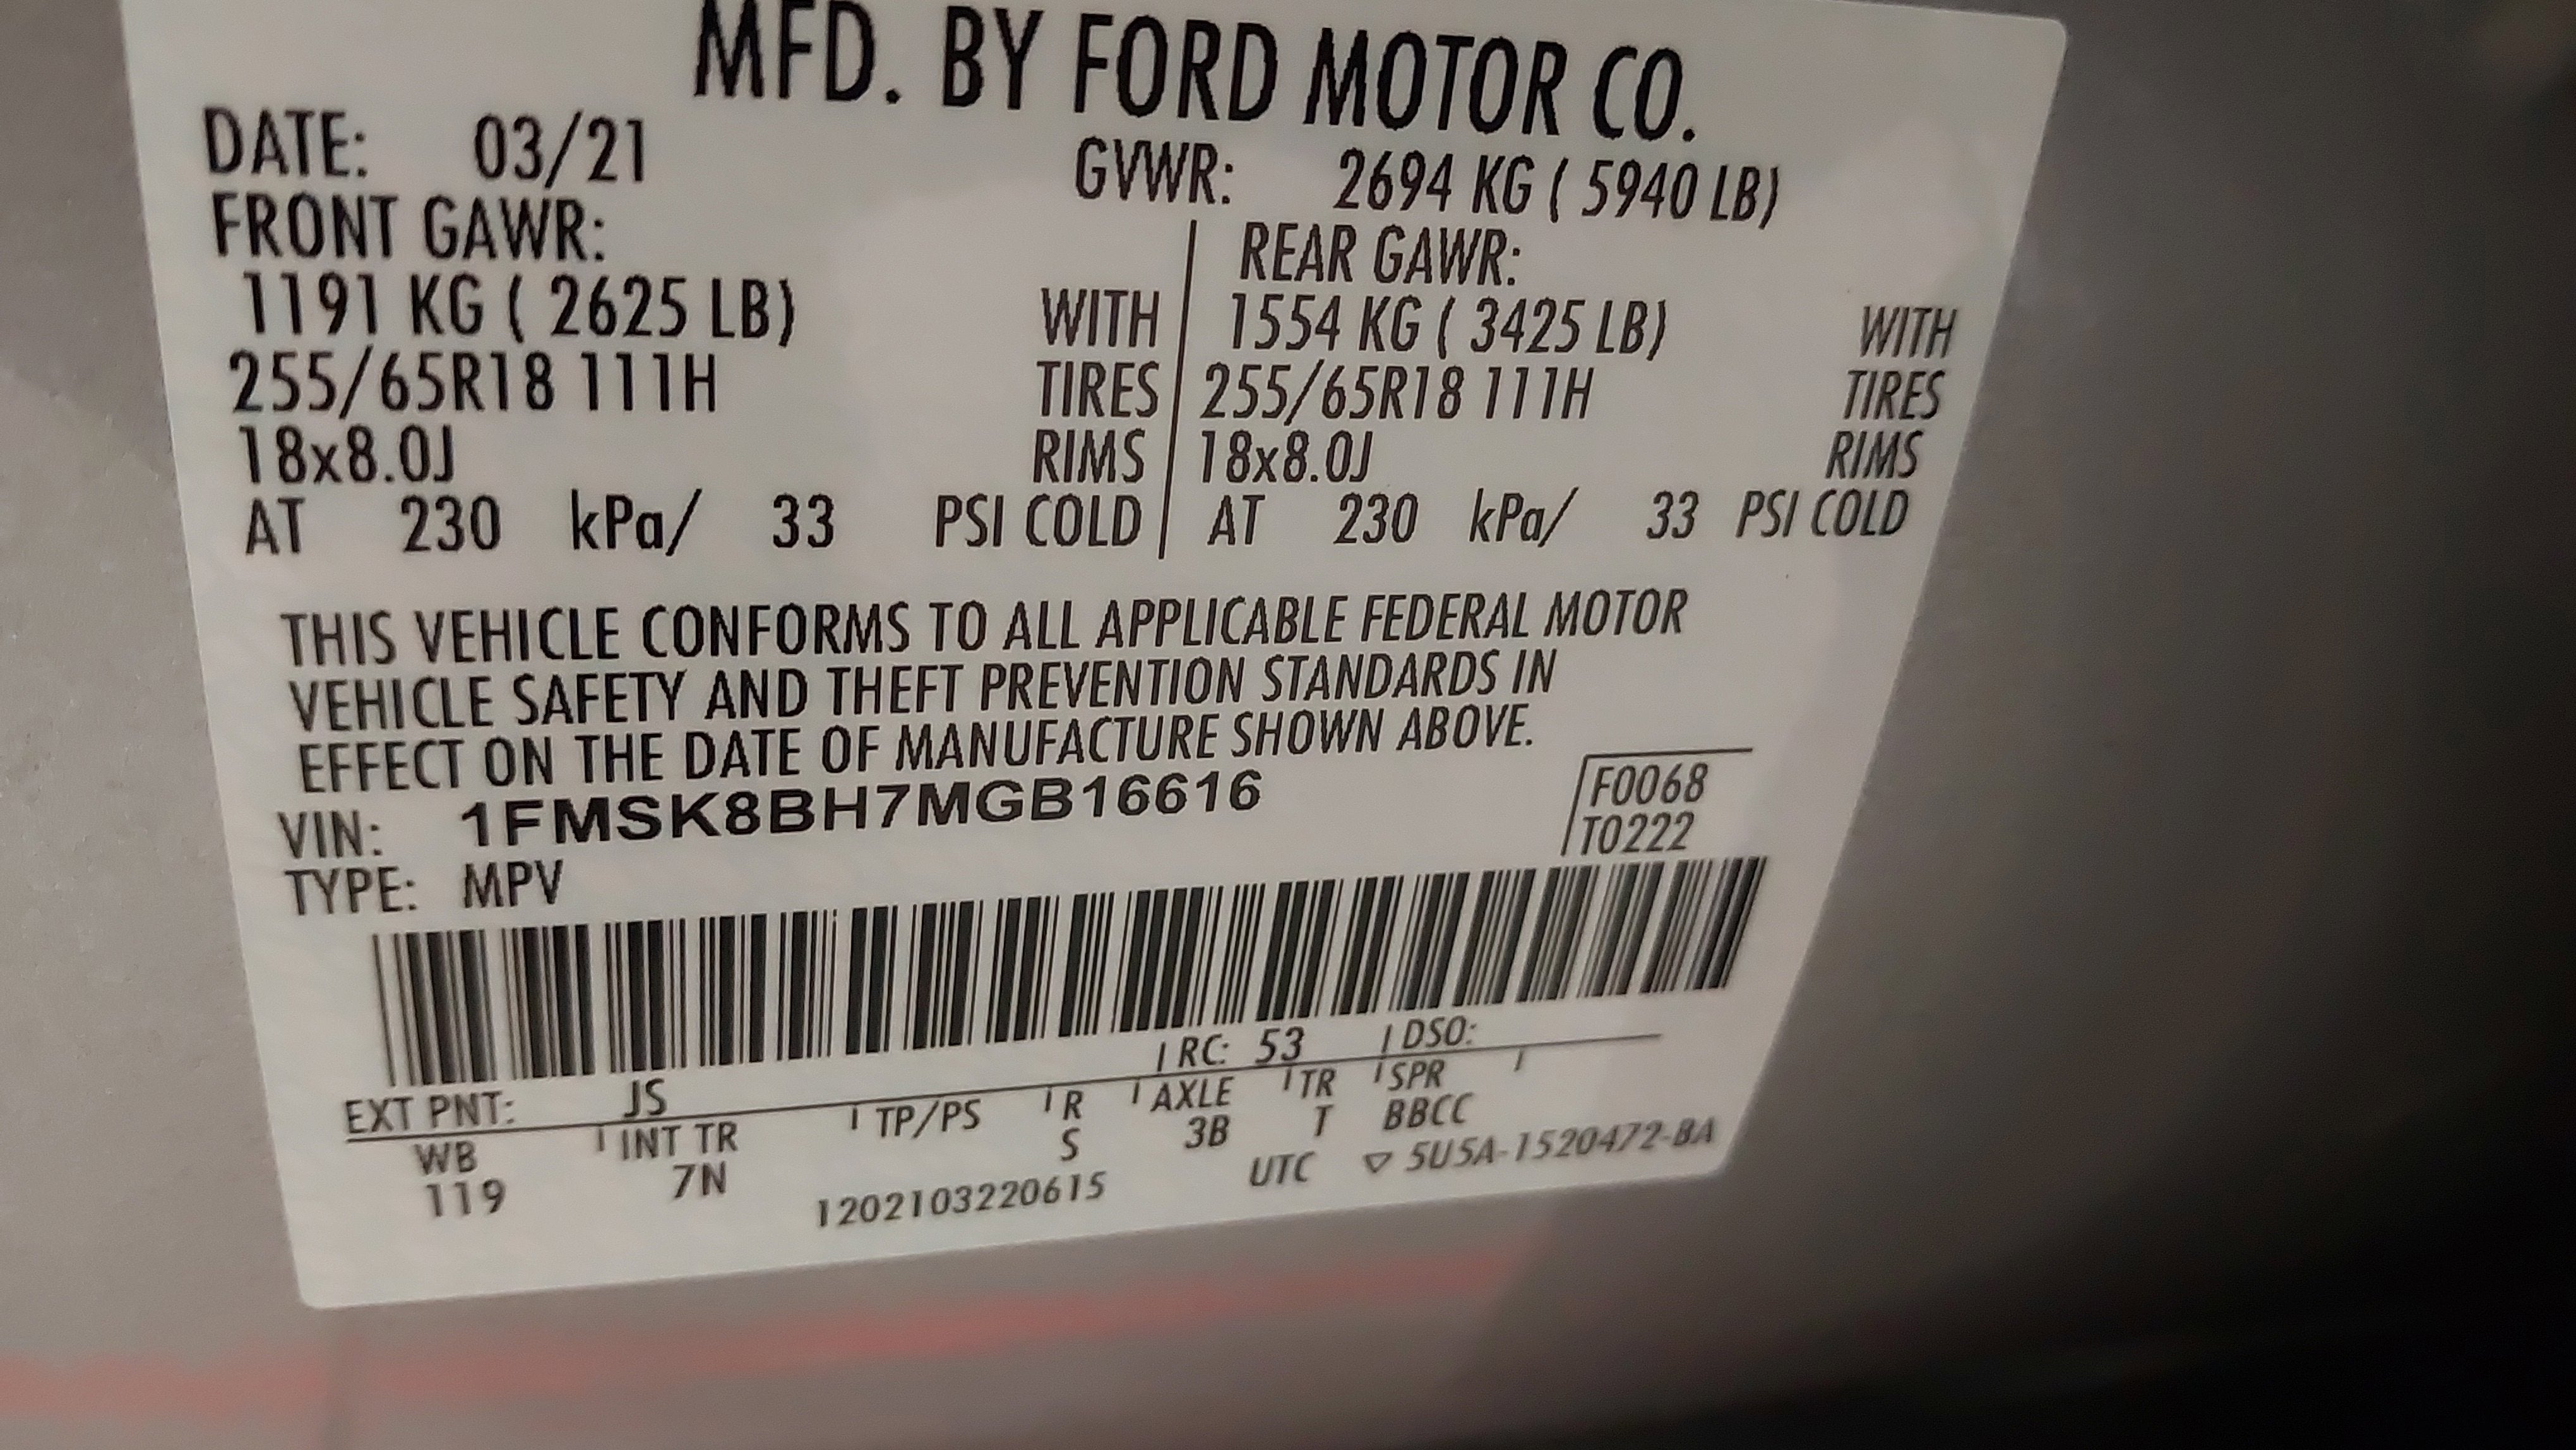 MFD. BY FORD MOTOR CO.
DATE: 03/21 GVWR: 2694 KG ( 5940 LB)
FRONT GAWR: REAR GAWR:
1191 KG ( 2625 LB) WITH 1554 KG ( 3425 LB) WITH
255/65R18 111H TIRES 255/65R18 111H TIRES
18x8.0J RIMS 18x8.0J RIMS
AT 230 kPa/ 33 PSI COLD AT 230 kPa/ 33 PSI COLD
THIS VEHICLE CONFORMS TO ALL APPLICABLE FEDERAL MOTOR
VEHICLE SAFETY AND THEFT PREVENTION STANDARDS IN
EFFECT ON THE DATE OF MANUFACTURE SHOWN ABOVE.
VIN: 1FMSK8BH7MGB16616 F0068
TYPE: MPV T0222
EXT PNT: JS RC: 53 DSO:
WB INT TR TP/PS R AXLE TR SPR
119 7N S 3B T BBCC
1202103220615 UTC ▽ 5U5A-1520472-BA